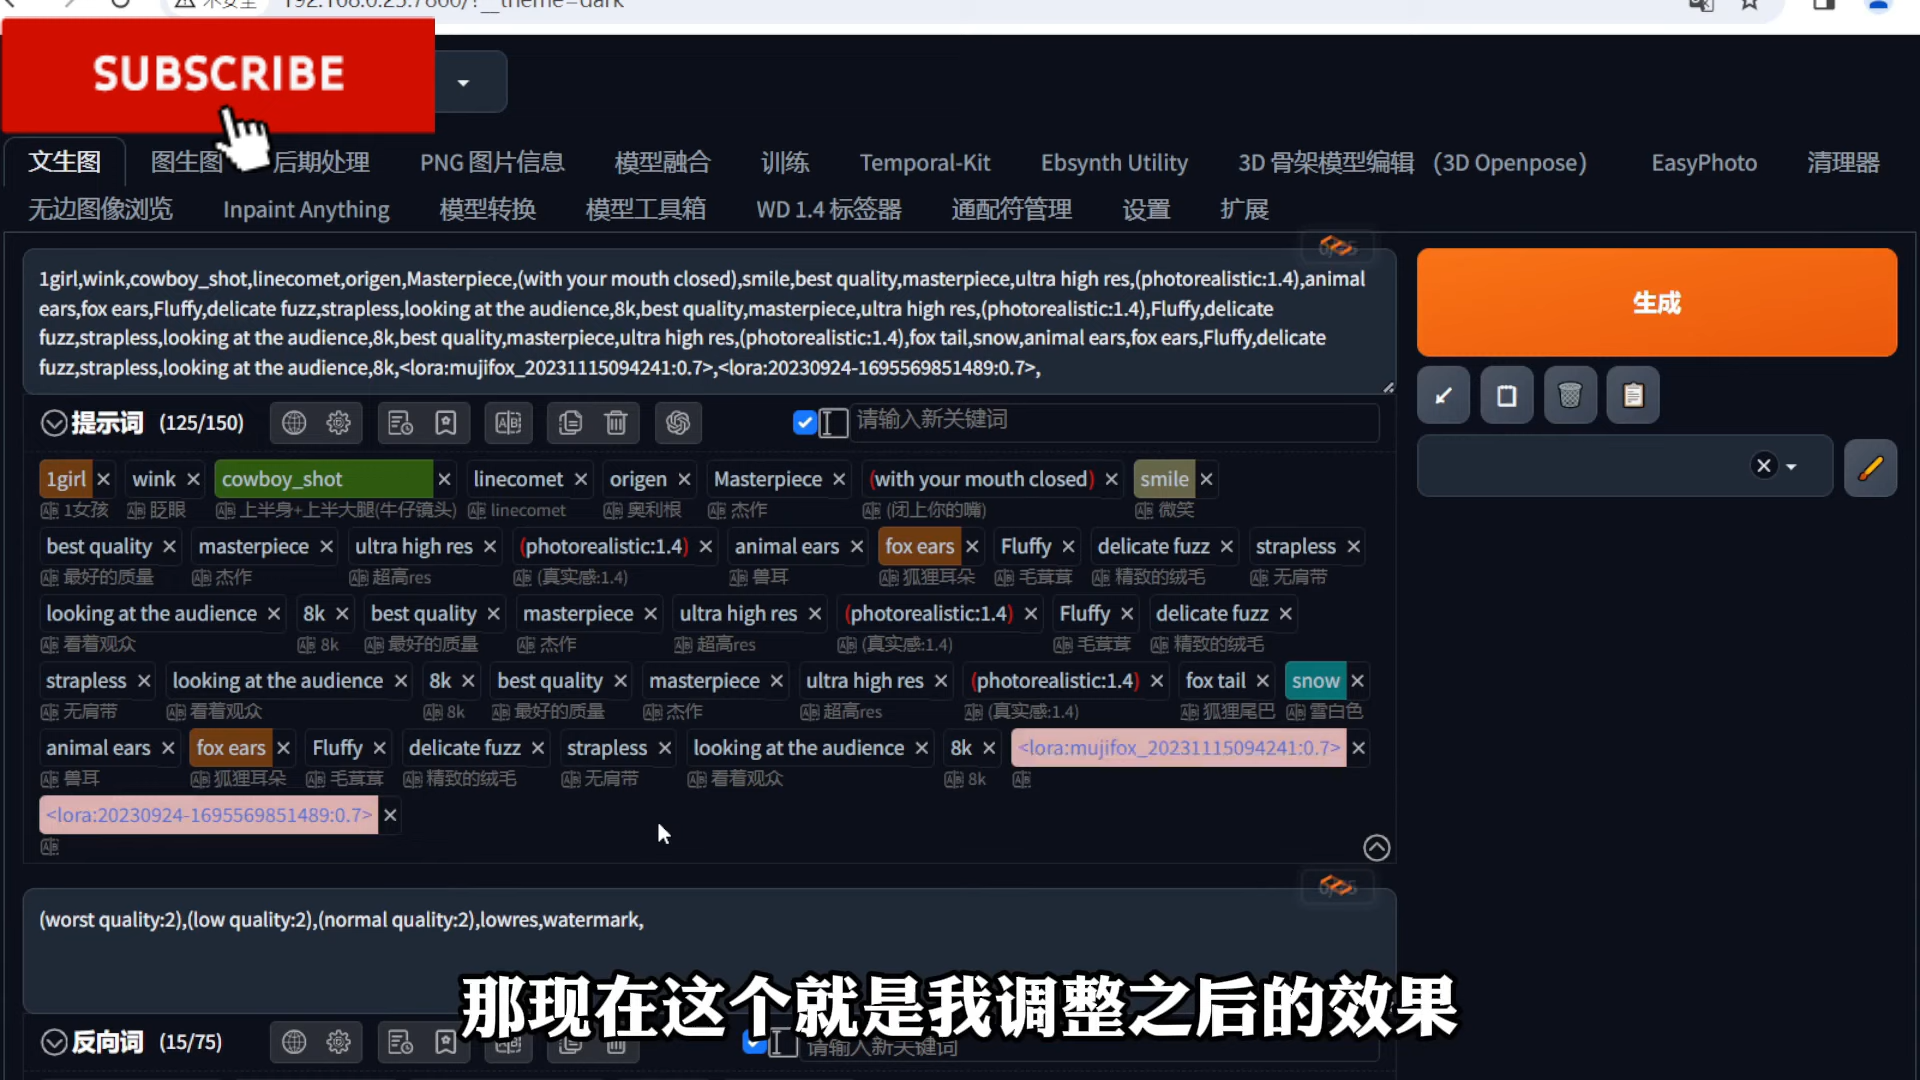 SUBSCRIBE
文生图 图生图 后期处理 PNG 图片信息 模型融合 训练 Temporal-Kit Ebsynth Utility 3D 骨架模型编辑 (3D Openpose) EasyPhoto 清理器
无边图像浏览 Inpaint Anything 模型转换 模型工具箱 WD 1.4 标签器 通配符管理 设置 扩展
1girl,wink,cowboy_shot,linecomet,origen,Masterpiece,(with your mouth closed),smile,best quality,masterpiece,ultra high res,(photorealistic:1.4),animal
ears,fox ears,Fluffy,delicate fuzz,strapless,looking at the audience,8k,best quality,masterpiece,ultra high res,(photorealistic:1.4),Fluffy,delicate
fuzz,strapless,looking at the audience,8k,best quality,masterpiece,ultra high res,(photorealistic:1.4),fox tail,snow,animal ears,fox ears,Fluffy,delicate
fuzz,strapless,looking at the audience,8k,<lora:mujifox_20231115094241:0.7>,<lora:20230924-1695569851489:0.7>,
生成
提示词 (125/150) 请输入新关键词
1girl wink cowboy_shot linecomet origen Masterpiece (with your mouth closed) smile
1女孩 眨眼 上半身+上半大腿(牛仔镜头) linecomet 奥利根 杰作 (闭上你的嘴) 微笑
best quality masterpiece ultra high res (photorealistic:1.4) animal ears fox ears Fluffy delicate fuzz strapless
最好的质量 杰作 超高res (真实感:1.4) 兽耳 狐狸耳朵 毛茸茸 精致的绒毛 无肩带
looking at the audience 8k best quality masterpiece ultra high res (photorealistic:1.4) Fluffy delicate fuzz
看着观众 8k 最好的质量 杰作 超高res (真实感:1.4) 毛茸茸 精致的绒毛
strapless looking at the audience 8k best quality masterpiece ultra high res (photorealistic:1.4) fox tail snow
无肩带 看着观众 8k 最好的质量 杰作 超高res (真实感:1.4) 狐狸尾巴 雪白色
animal ears fox ears Fluffy delicate fuzz strapless looking at the audience 8k <lora:mujifox_20231115094241:0.7>
兽耳 狐狸耳朵 毛茸茸 精致的绒毛 无肩带 看着观众 8k
<lora:20230924-1695569851489:0.7>
(worst quality:2),(low quality:2),(normal quality:2),lowres,watermark,
那现在这个就是我调整之后的效果
反向词 (15/75) 请输入新关键词